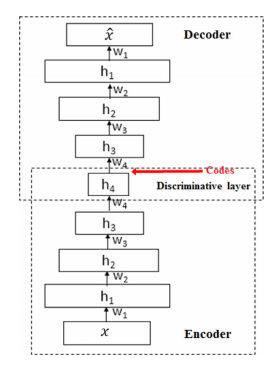 x̂
Decoder
w₁
h₁
w₂
h₂
w₃
h₃
w₄
Codes
h₄
Discriminative layer
w₄
h₃
w₃
h₂
w₂
h₁
w₁
x
Encoder